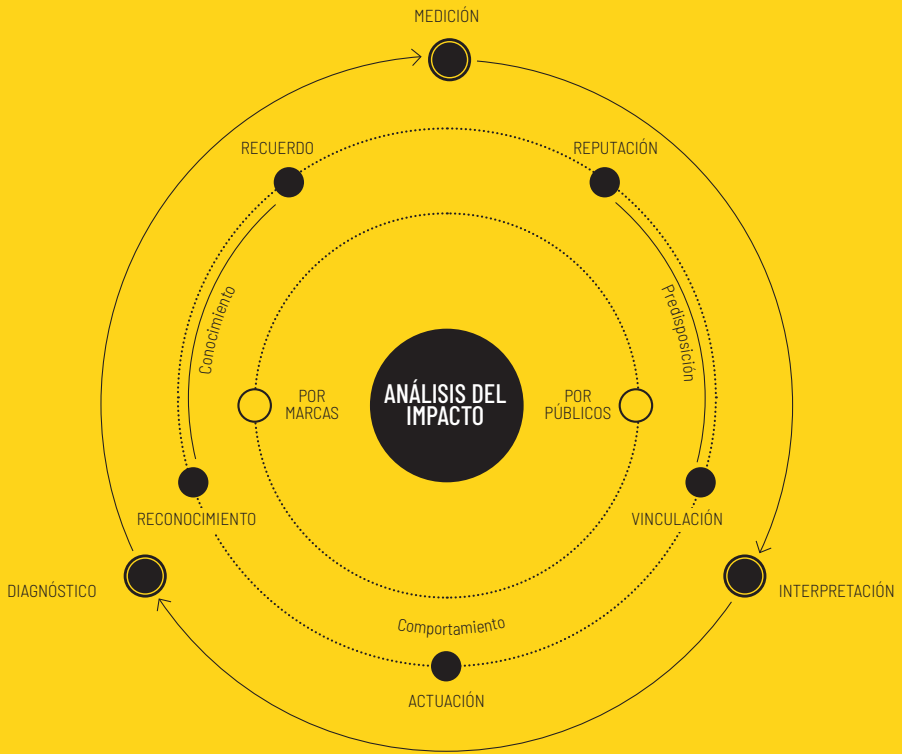 MEDICIÓN
RECUERDO
REPUTACIÓN
Conocimiento
Predisposición
POR
MARCAS
ANÁLISIS DEL
IMPACTO
POR
PÚBLICOS
RECONOCIMIENTO
VINCULACIÓN
DIAGNÓSTICO
INTERPRETACIÓN
Comportamiento
ACTUACIÓN